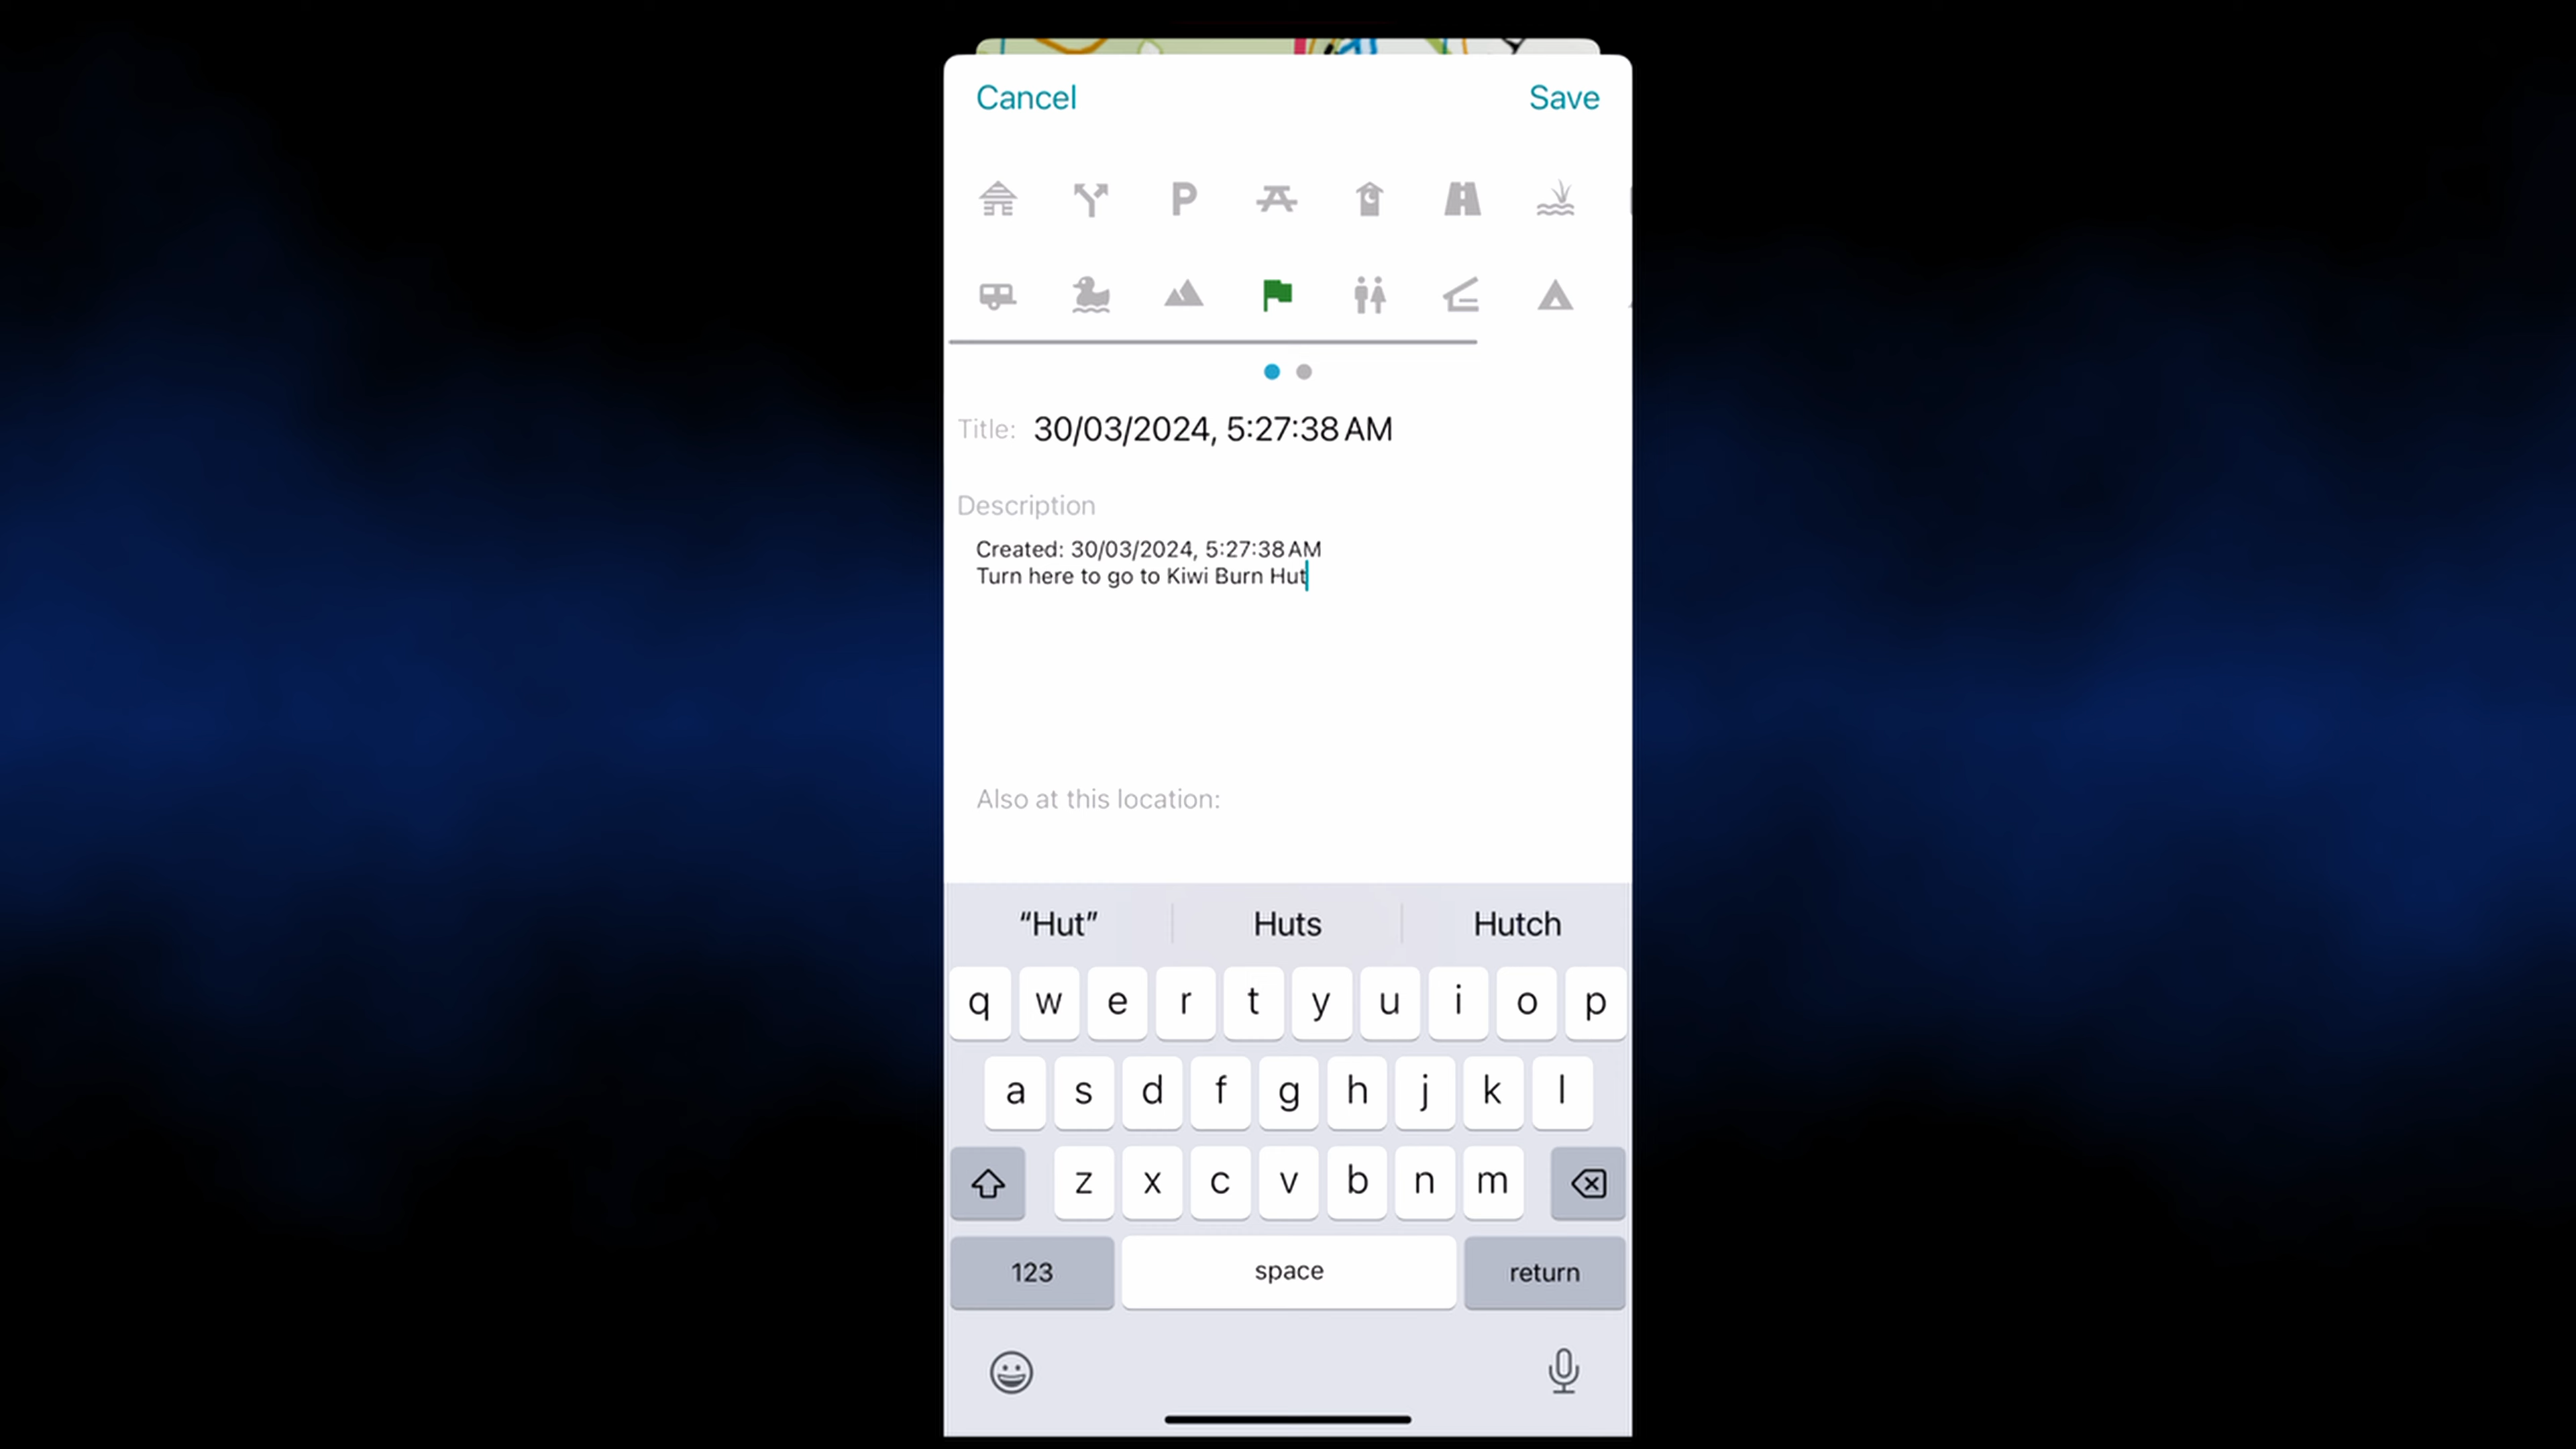 Cancel Save
P
Title: 30/03/2024, 5:27:38 AM
Description
Created: 30/03/2024, 5:27:38 AM
Turn here to go to Kiwi Burn Hut
Also at this location:
“Hut” Huts Hutch
q w e r t y u i o p
a s d f g h j k l
z x c v b n m
123 space return